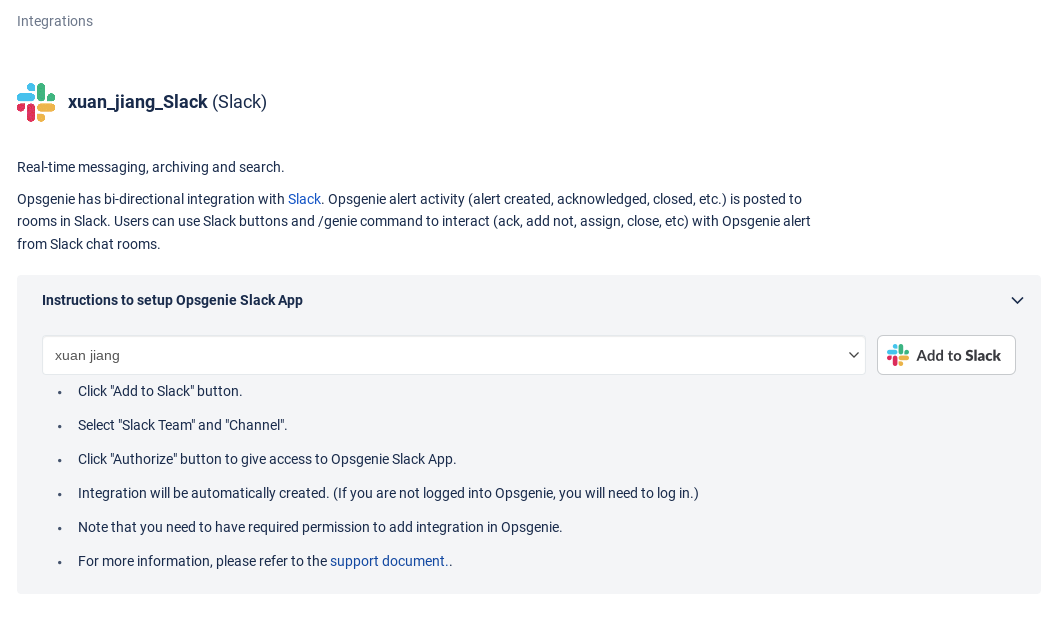 Integrations
xuan_jiang_Slack (Slack)
Real-time messaging, archiving and search.
Opsgenie has bi-directional integration with Slack. Opsgenie alert activity (alert created, acknowledged, closed, etc.) is posted to
rooms in Slack. Users can use Slack buttons and /genie command to interact (ack, add not, assign, close, etc) with Opsgenie alert
from Slack chat rooms.
Instructions to setup Opsgenie Slack App
xuan jiang
Add to Slack
• Click "Add to Slack" button.
• Select "Slack Team" and "Channel".
• Click "Authorize" button to give access to Opsgenie Slack App.
• Integration will be automatically created. (If you are not logged into Opsgenie, you will need to log in.)
• Note that you need to have required permission to add integration in Opsgenie.
• For more information, please refer to the support document..